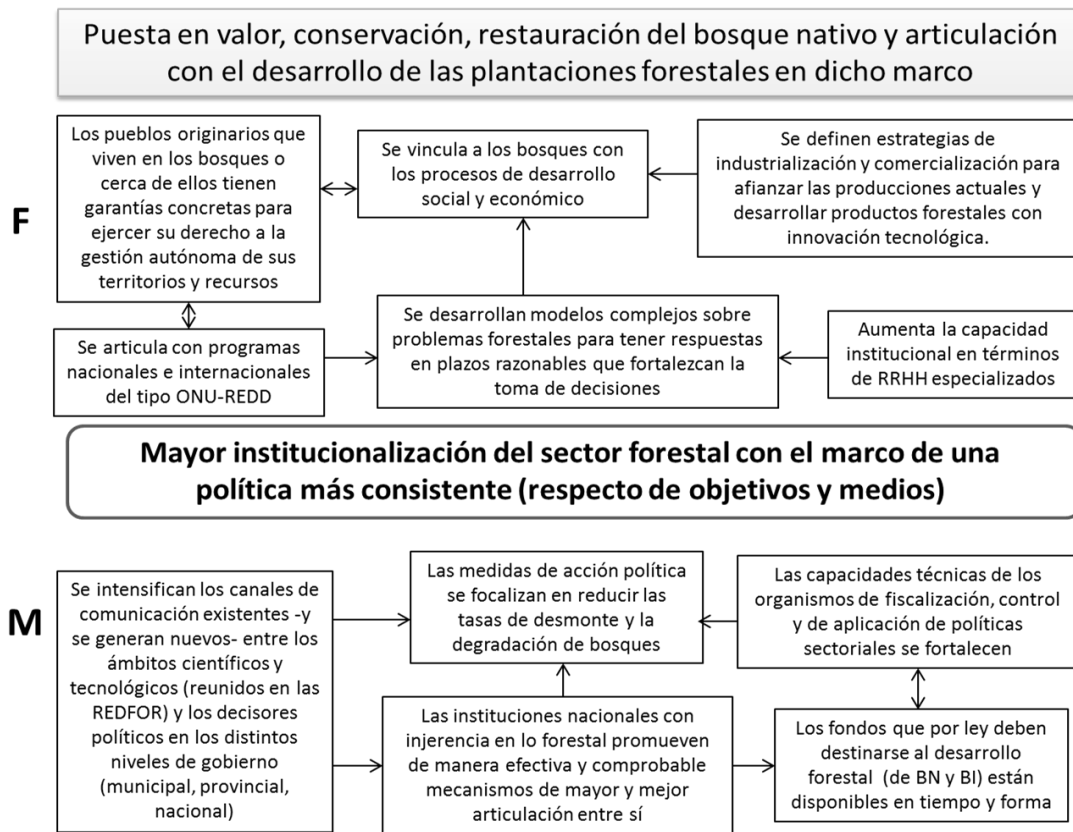 Puesta en valor, conservación, restauración del bosque nativo y articulación
con el desarrollo de las plantaciones forestales en dicho marco
F
Los pueblos originarios que
viven en los bosques o
cerca de ellos tienen
garantías concretas para
ejercer su derecho a la
gestión autónoma de sus
territorios y recursos
Se vincula a los bosques con
los procesos de desarrollo
social y económico
Se definen estrategias de
industrialización y comercialización para
afianzar las producciones actuales y
desarrollar productos forestales con
innovación tecnológica.
Se articula con programas
nacionales e internacionales
del tipo ONU-REDD
Se desarrollan modelos complejos sobre
problemas forestales para tener respuestas
en plazos razonables que fortalezcan la
toma de decisiones
Aumenta la capacidad
institucional en términos
de RRHH especializados
Mayor institucionalización del sector forestal con el marco de una
política más consistente (respecto de objetivos y medios)
M
Se intensifican los canales de
comunicación existentes -y
se generan nuevos- entre los
ámbitos científicos y
tecnológicos (reunidos en las
REDFOR) y los decisores
políticos en los distintos
niveles de gobierno
(municipal, provincial,
nacional)
Las medidas de acción política
se focalizan en reducir las
tasas de desmonte y la
degradación de bosques
Las capacidades técnicas de los
organismos de fiscalización, control
y de aplicación de políticas
sectoriales se fortalecen
Las instituciones nacionales con
injerencia en lo forestal promueven
de manera efectiva y comprobable
mecanismos de mayor y mejor
articulación entre sí
Los fondos que por ley deben
destinarse al desarrollo
forestal (de BN y BI) están
disponibles en tiempo y forma